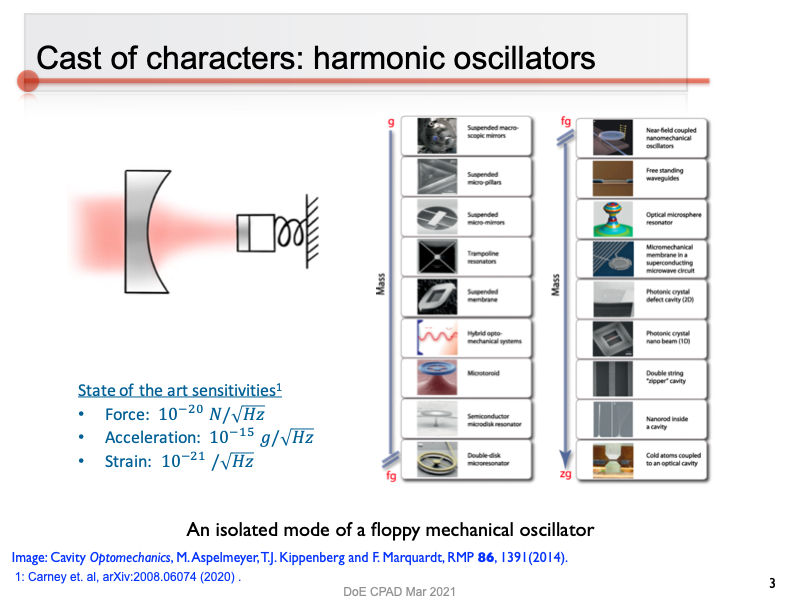 Cast of characters: harmonic oscillators
g
Suspended macro-
scopic mirrors
Suspended
micro-pillars
Suspended
micro-mirrors
Trampoline
resonators
Suspended
membrane
Hybrid opto-
mechanical systems
Microtoroid
Semiconductor
microdisk resonator
Double-disk
microresonator
Mass
fg
fg
Near-field coupled
nanomechanical
oscillators
Free standing
waveguides
Optical microsphere
resonator
Micromechanical
membrane in a
superconducting
microwave circuit
Photonic crystal
defect cavity (2D)
Photonic crystal
nano beam (1D)
Double string
"zipper" cavity
Nanorod inside
a cavity
Cold atoms coupled
to an optical cavity
Mass
zg
State of the art sensitivities¹
• Force: 10⁻²⁰ N/√Hz
• Acceleration: 10⁻¹⁵ g/√Hz
• Strain: 10⁻²¹ /√Hz
An isolated mode of a floppy mechanical oscillator
Image: Cavity Optomechanics, M. Aspelmeyer, T.J. Kippenberg and F. Marquardt, RMP 86, 1391(2014).
1: Carney et. al, arXiv:2008.06074 (2020) .
DoE CPAD Mar 2021
3